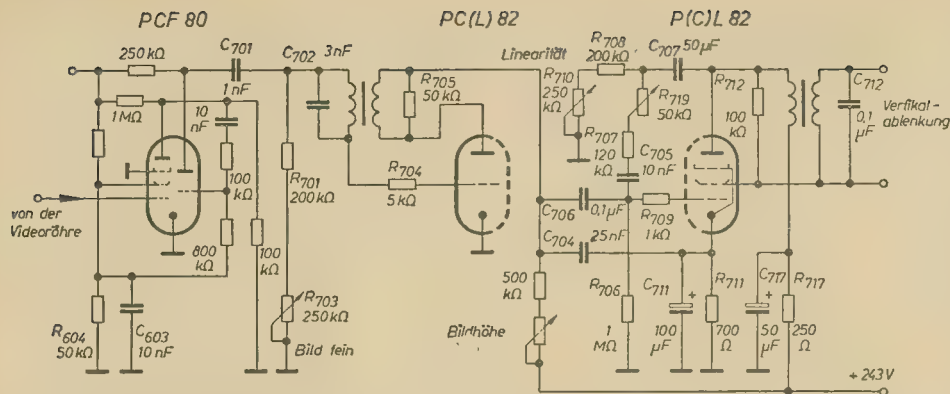 PCF 80
PC(L) 82
P(C)L 82
250 kΩ
C701
1 nF
C702
3nF
Linearität
R708
200 kΩ
C707 50 µF
R710
250
kΩ
R719
50 kΩ
R712
100
kΩ
C712
0,1
µF
Vertikal-
ablenkung
1 MΩ
10
nF
100
kΩ
R705
50 kΩ
R707
120
kΩ
C705
10 nF
R701
200 kΩ
R704
5 kΩ
von der
Videoröhre
C706
0,1µF
R709
1 kΩ
C704
25 nF
800
kΩ
100
kΩ
R703
250 kΩ
Bild fein
500
kΩ
Bildhöhe
R706
1
MΩ
C711
100
µF
+
R711
700
Ω
C717
50
µF
+
R717
250
Ω
R604
50 kΩ
C603
10 nF
+ 243 V